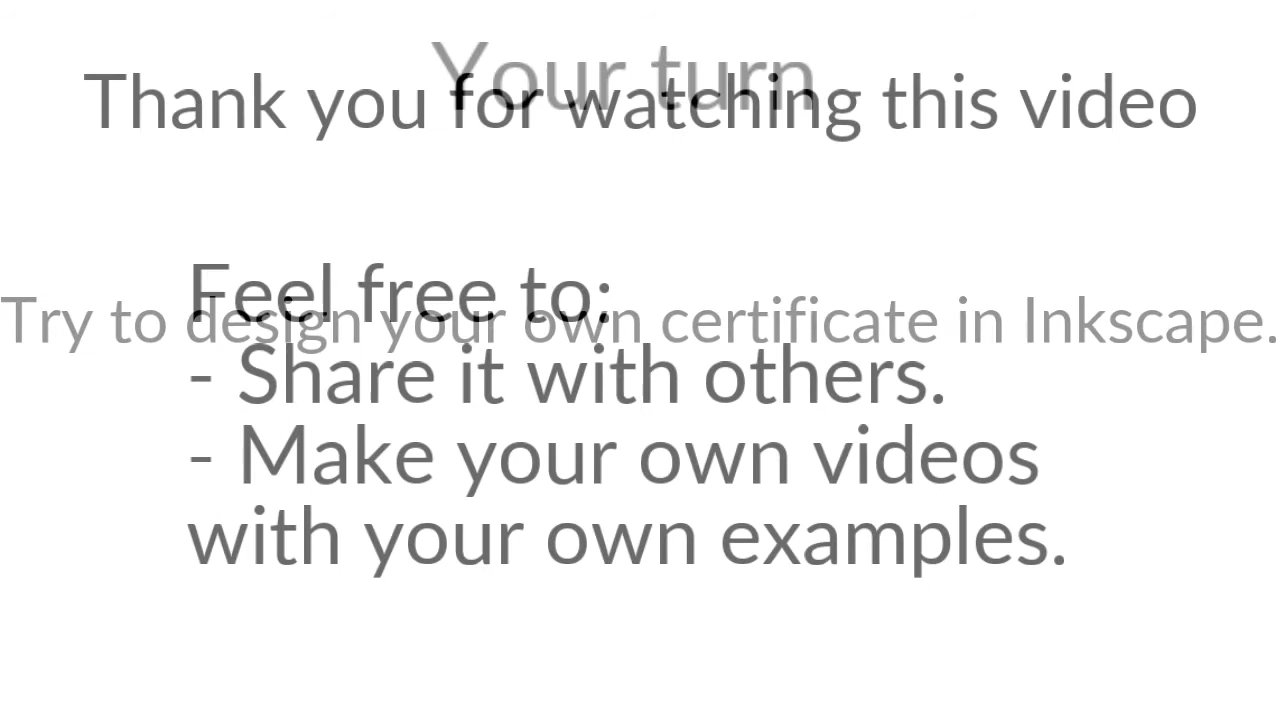 Your turn
Thank you for watching this video
Feel free to:
Try to design your own certificate in Inkscape.
- Share it with others.
- Make your own videos
with your own examples.